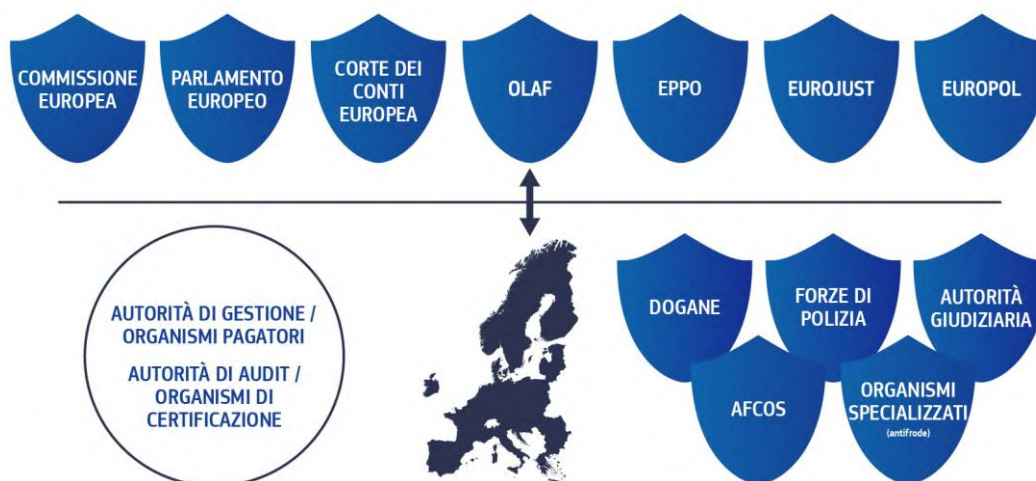 COMMISSIONE
EUROPEA
PARLAMENTO
EUROPEO
CORTE DEI
CONTI
EUROPEA
OLAF
EPPO
EUROJUST
EUROPOL
AUTORITÀ DI GESTIONE /
ORGANISMI PAGATORI
AUTORITÀ DI AUDIT /
ORGANISMI DI
CERTIFICAZIONE
DOGANE
FORZE DI
POLIZIA
AUTORITÀ
GIUDIZIARIA
AFCOS
ORGANISMI
SPECIALIZZATI
(antifrode)